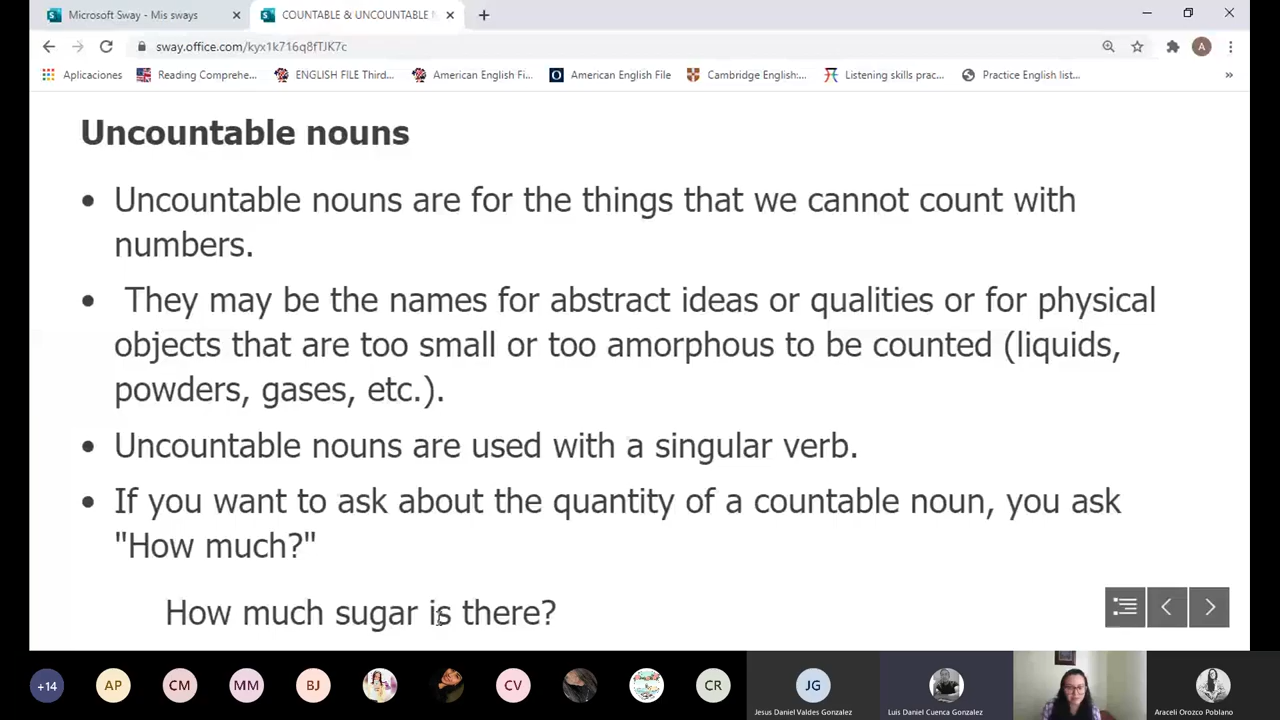 Microsoft Sway - Mis sways
COUNTABLE & UNCOUNTABLE
sway.office.com/kyx1k716q8fTJK7c
A
Aplicaciones
Reading Comprehe...
ENGLISH FILE Third...
American English Fi...
American English File
Cambridge English:...
Listening skills prac...
Practice English list...
»
Uncountable nouns
• Uncountable nouns are for the things that we cannot count with
numbers.
• They may be the names for abstract ideas or qualities or for physical
objects that are too small or too amorphous to be counted (liquids,
powders, gases, etc.).
• Uncountable nouns are used with a singular verb.
• If you want to ask about the quantity of a countable noun, you ask
"How much?"
How much sugar is there?
+14
AP
CM
MM
BJ
CV
CR
JG
Jesus Daniel Valdes Gonzalez
Luis Daniel Cuenca Gonzalez
Araceli Orozco Poblano